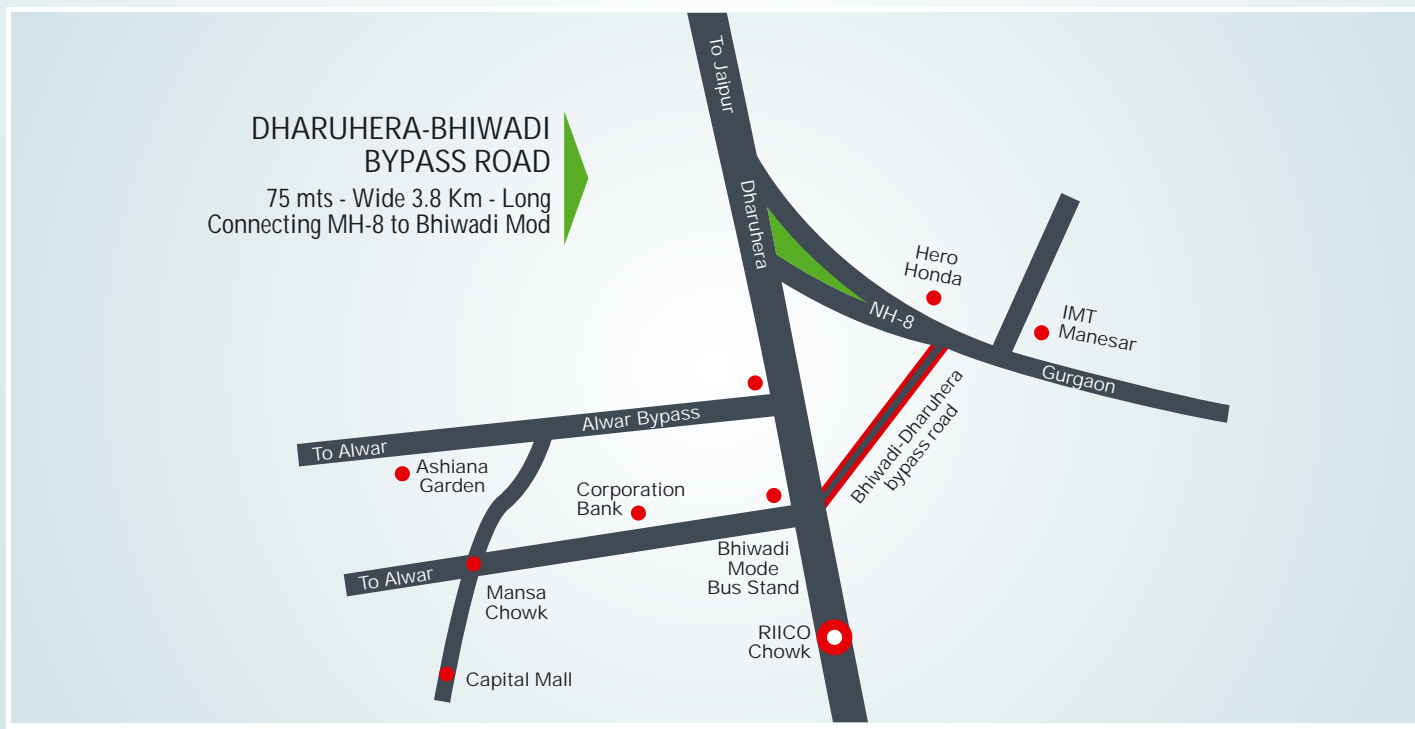 DHARUHERA-BHIWADI
BYPASS ROAD
75 mts - Wide 3.8 Km - Long
Connecting MH-8 to Bhiwadi Mod
To Jaipur
Dharuhera
NH-8
Hero
Honda
IMT
Manesar
Gurgaon
Bhiwadi-Dharuhera
bypass road
Alwar Bypass
To Alwar
Ashiana
Garden
Corporation
Bank
To Alwar
Mansa
Chowk
Bhiwadi
Mode
Bus Stand
RIICO
Chowk
Capital Mall